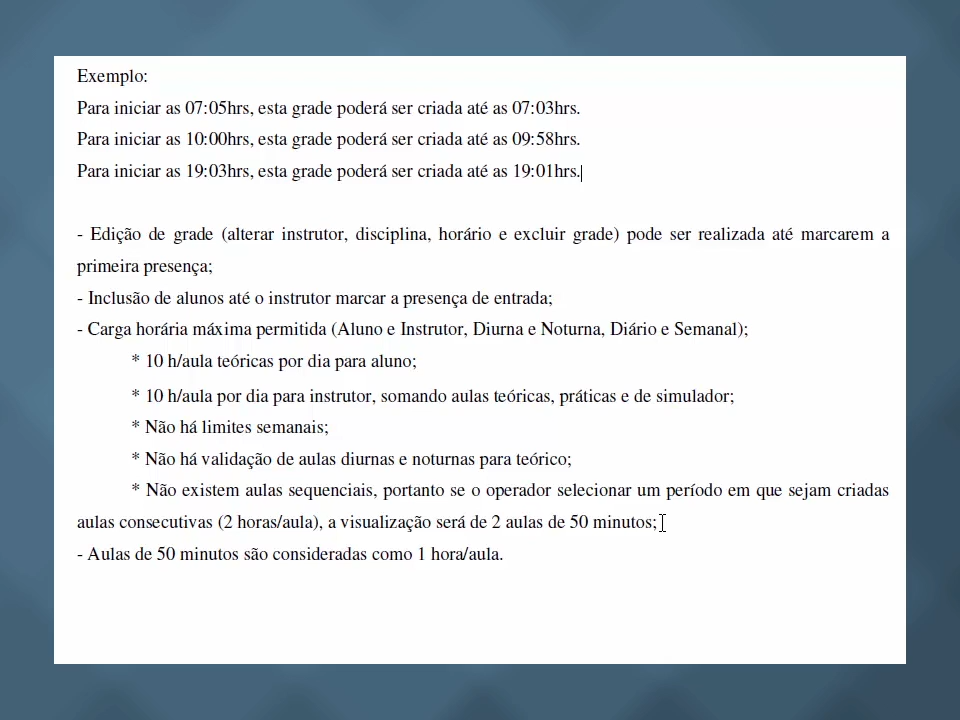 Exemplo:
Para iniciar as 07:05hrs, esta grade poderá ser criada até as 07:03hrs.
Para iniciar as 10:00hrs, esta grade poderá ser criada até as 09:58hrs.
Para iniciar as 19:03hrs, esta grade poderá ser criada até as 19:01hrs.
- Edição de grade (alterar instrutor, disciplina, horário e excluir grade) pode ser realizada até marcarem a
primeira presença;
- Inclusão de alunos até o instrutor marcar a presença de entrada;
- Carga horária máxima permitida (Aluno e Instrutor, Diurna e Noturna, Diário e Semanal);
* 10 h/aula teóricas por dia para aluno;
* 10 h/aula por dia para instrutor, somando aulas teóricas, práticas e de simulador;
* Não há limites semanais;
* Não há validação de aulas diurnas e noturnas para teórico;
* Não existem aulas sequenciais, portanto se o operador selecionar um período em que sejam criadas
aulas consecutivas (2 horas/aula), a visualização será de 2 aulas de 50 minutos;
- Aulas de 50 minutos são consideradas como 1 hora/aula.